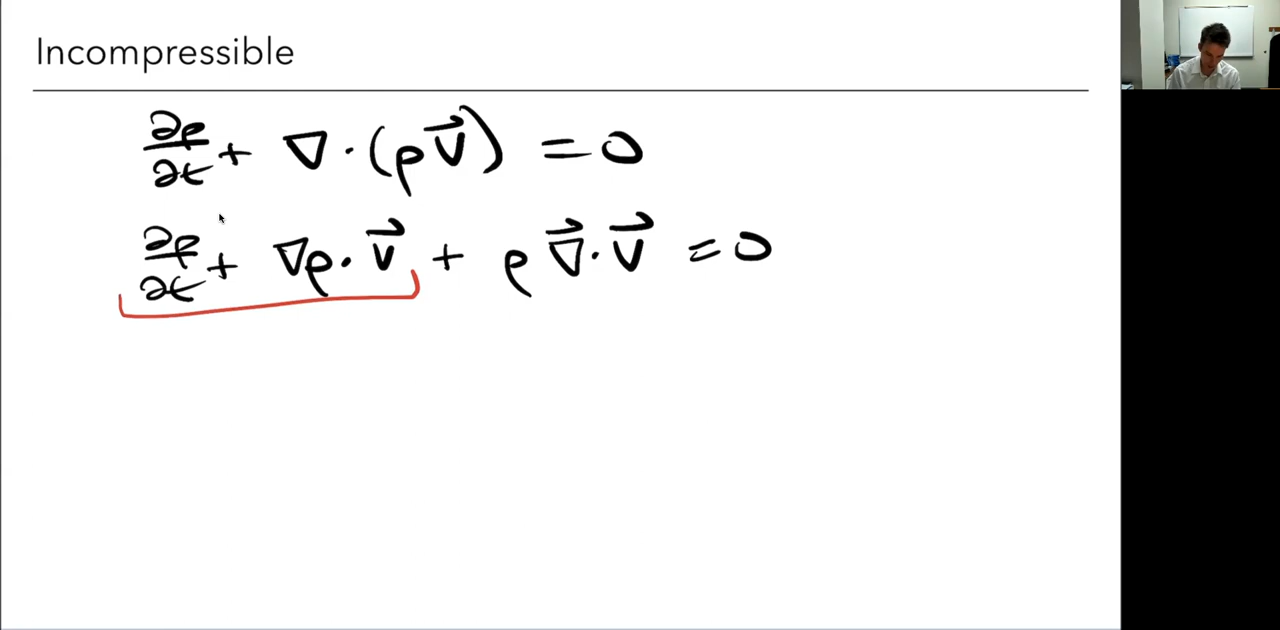 Incompressible
∂ρ/∂t + ∇ · (ρV⃗) = 0
∂ρ/∂t + ∇ρ · V⃗ + ρ ∇⃗ · V⃗ = 0